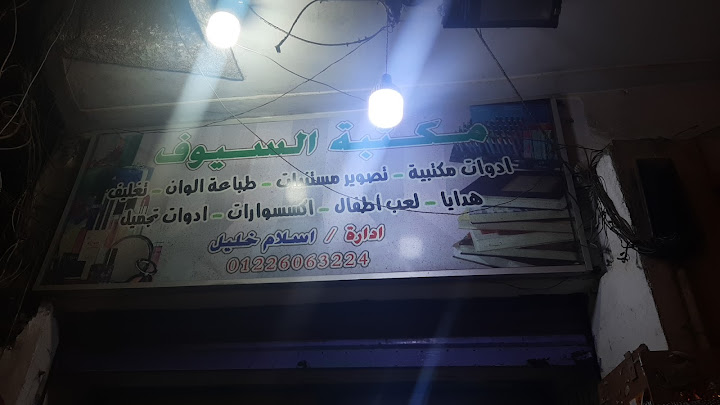 مكتبة السيوف
ادوات مكتبية - تصوير مستندات - طباعة الوان - تغليف
هدايا - لعب اطفال - اكسسوارات - ادوات تجميل
ادارة / اسلام خليل
01226063224